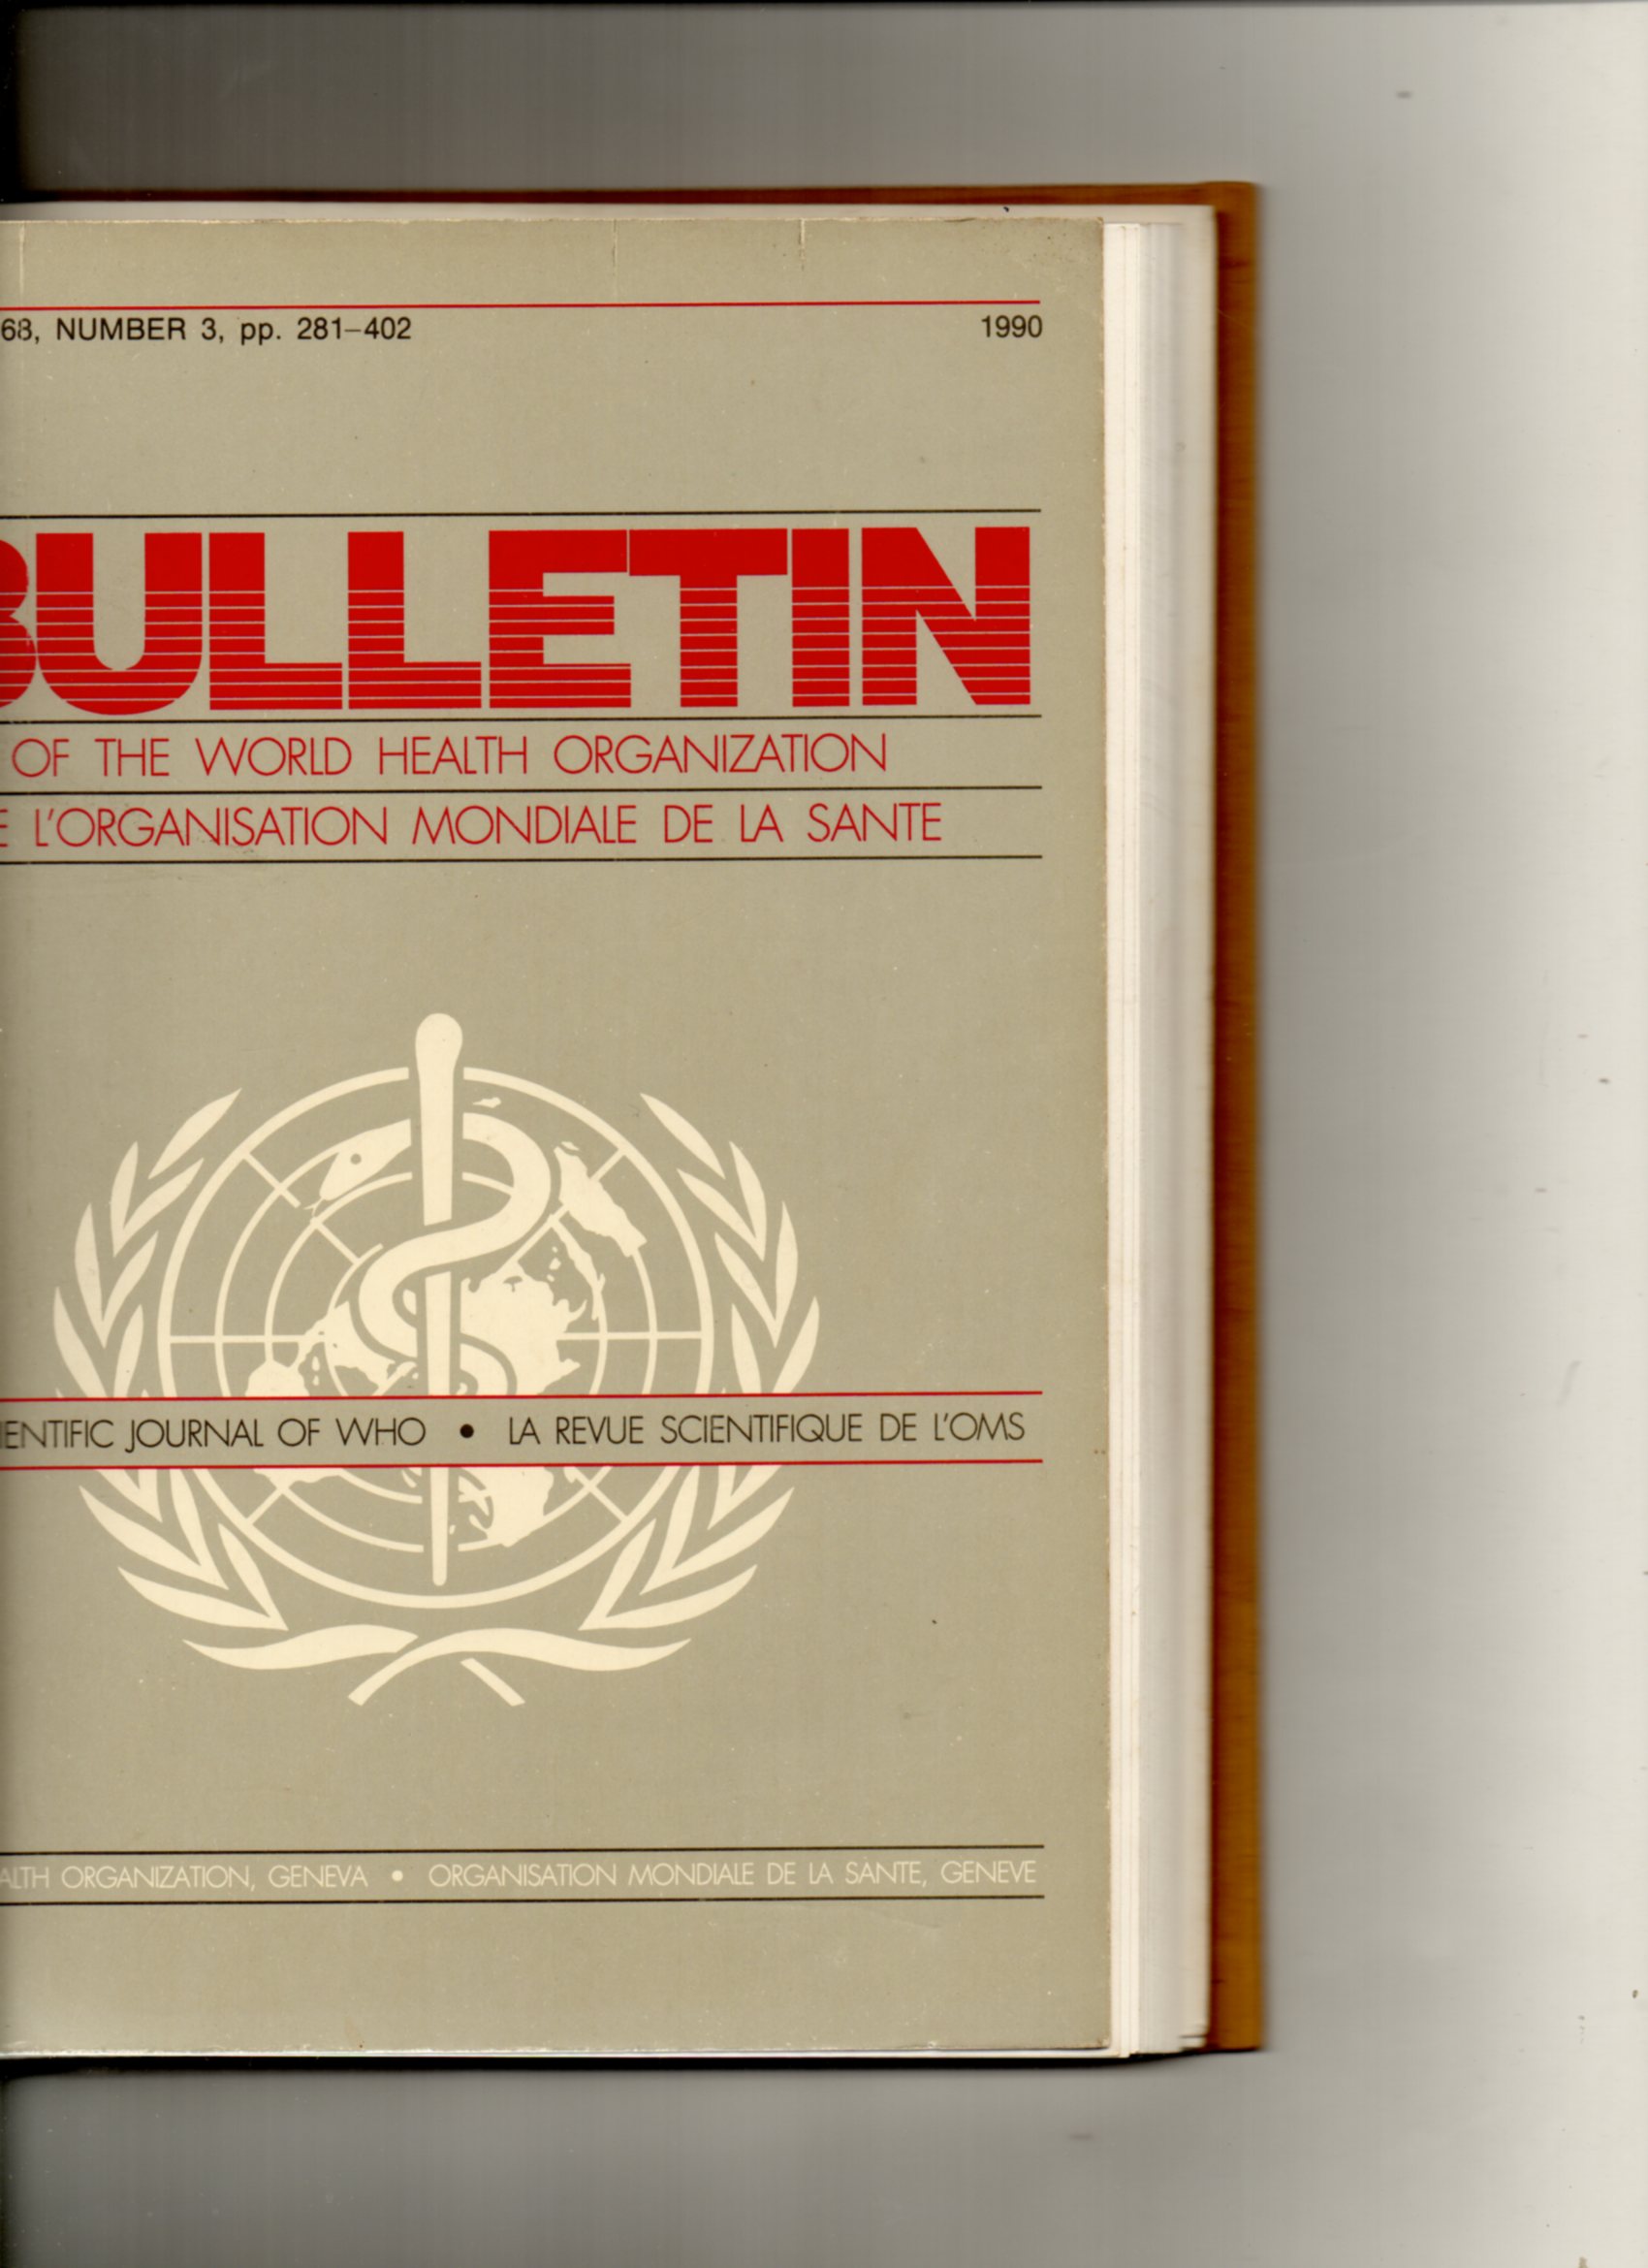 68, NUMBER 3, pp. 281–402 1990
BULLETIN
OF THE WORLD HEALTH ORGANIZATION
E L'ORGANISATION MONDIALE DE LA SANTE
IENTIFIC JOURNAL OF WHO • LA REVUE SCIENTIFIQUE DE L'OMS
ALTH ORGANIZATION, GENEVA • ORGANISATION MONDIALE DE LA SANTE, GENEVE